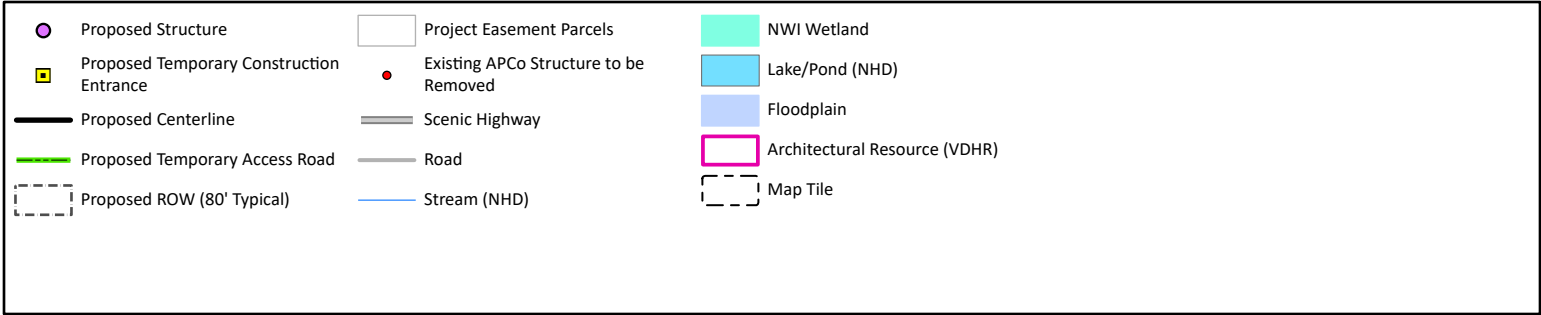 Proposed Structure
Proposed Temporary Construction
Entrance
Proposed Centerline
Proposed Temporary Access Road
Proposed ROW (80' Typical)
Project Easement Parcels
Existing APCo Structure to be
Removed
Scenic Highway
Road
Stream (NHD)
NWI Wetland
Lake/Pond (NHD)
Floodplain
Architectural Resource (VDHR)
Map Tile